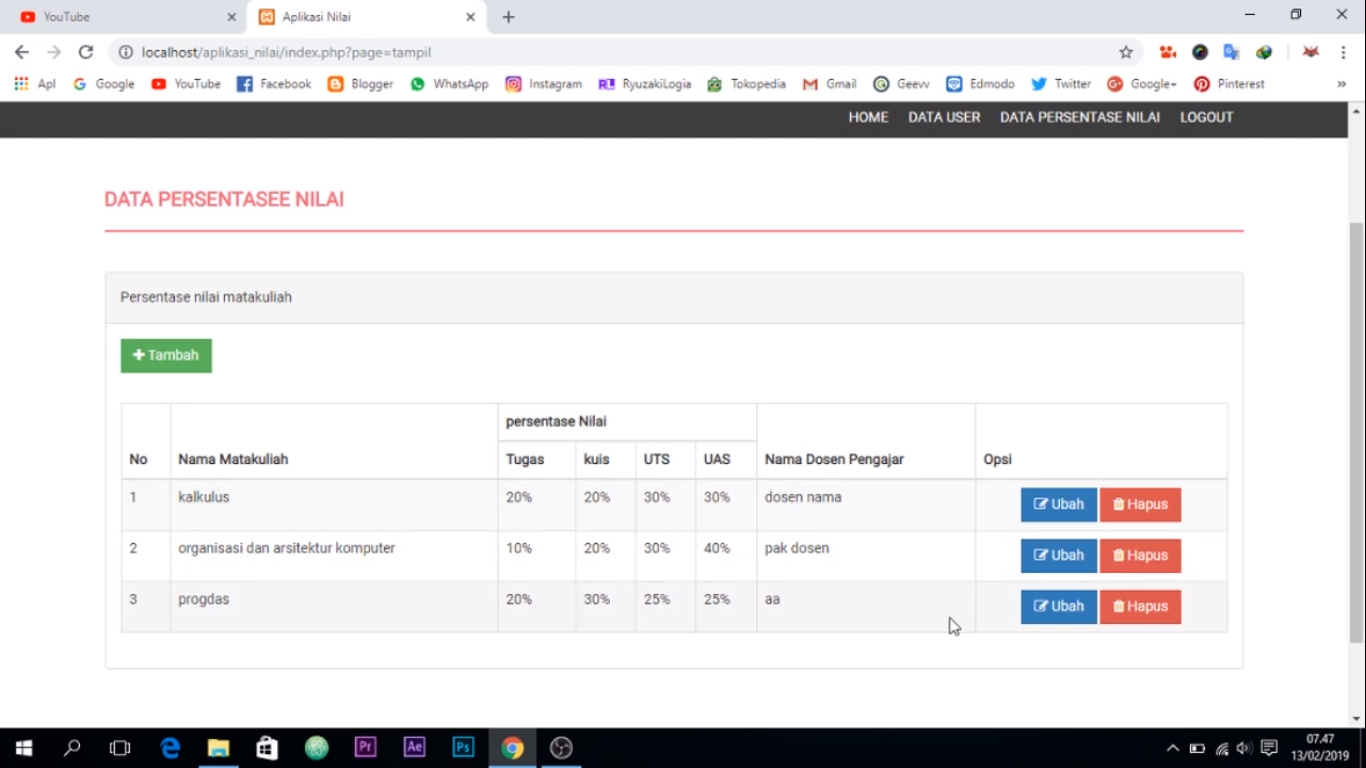 YouTube
Aplikasi Nilai
localhost/aplikasi_nilai/index.php?page=tampil
Apl Google YouTube Facebook Blogger WhatsApp Instagram RyuzakiLogia Tokopedia Gmail Geevv Edmodo Twitter Google+ Pinterest »
HOME DATA USER DATA PERSENTASE NILAI LOGOUT
DATA PERSENTASEE NILAI
Persentase nilai matakuliah
Tambah
persentase Nilai
No Nama Matakuliah Tugas kuis UTS UAS Nama Dosen Pengajar Opsi
1 kalkulus 20% 20% 30% 30% dosen nama Ubah Hapus
2 organisasi dan arsitektur komputer 10% 20% 30% 40% pak dosen Ubah Hapus
3 progdas 20% 30% 25% 25% aa Ubah Hapus
Pr Ae Ps
07.47
13/02/2019